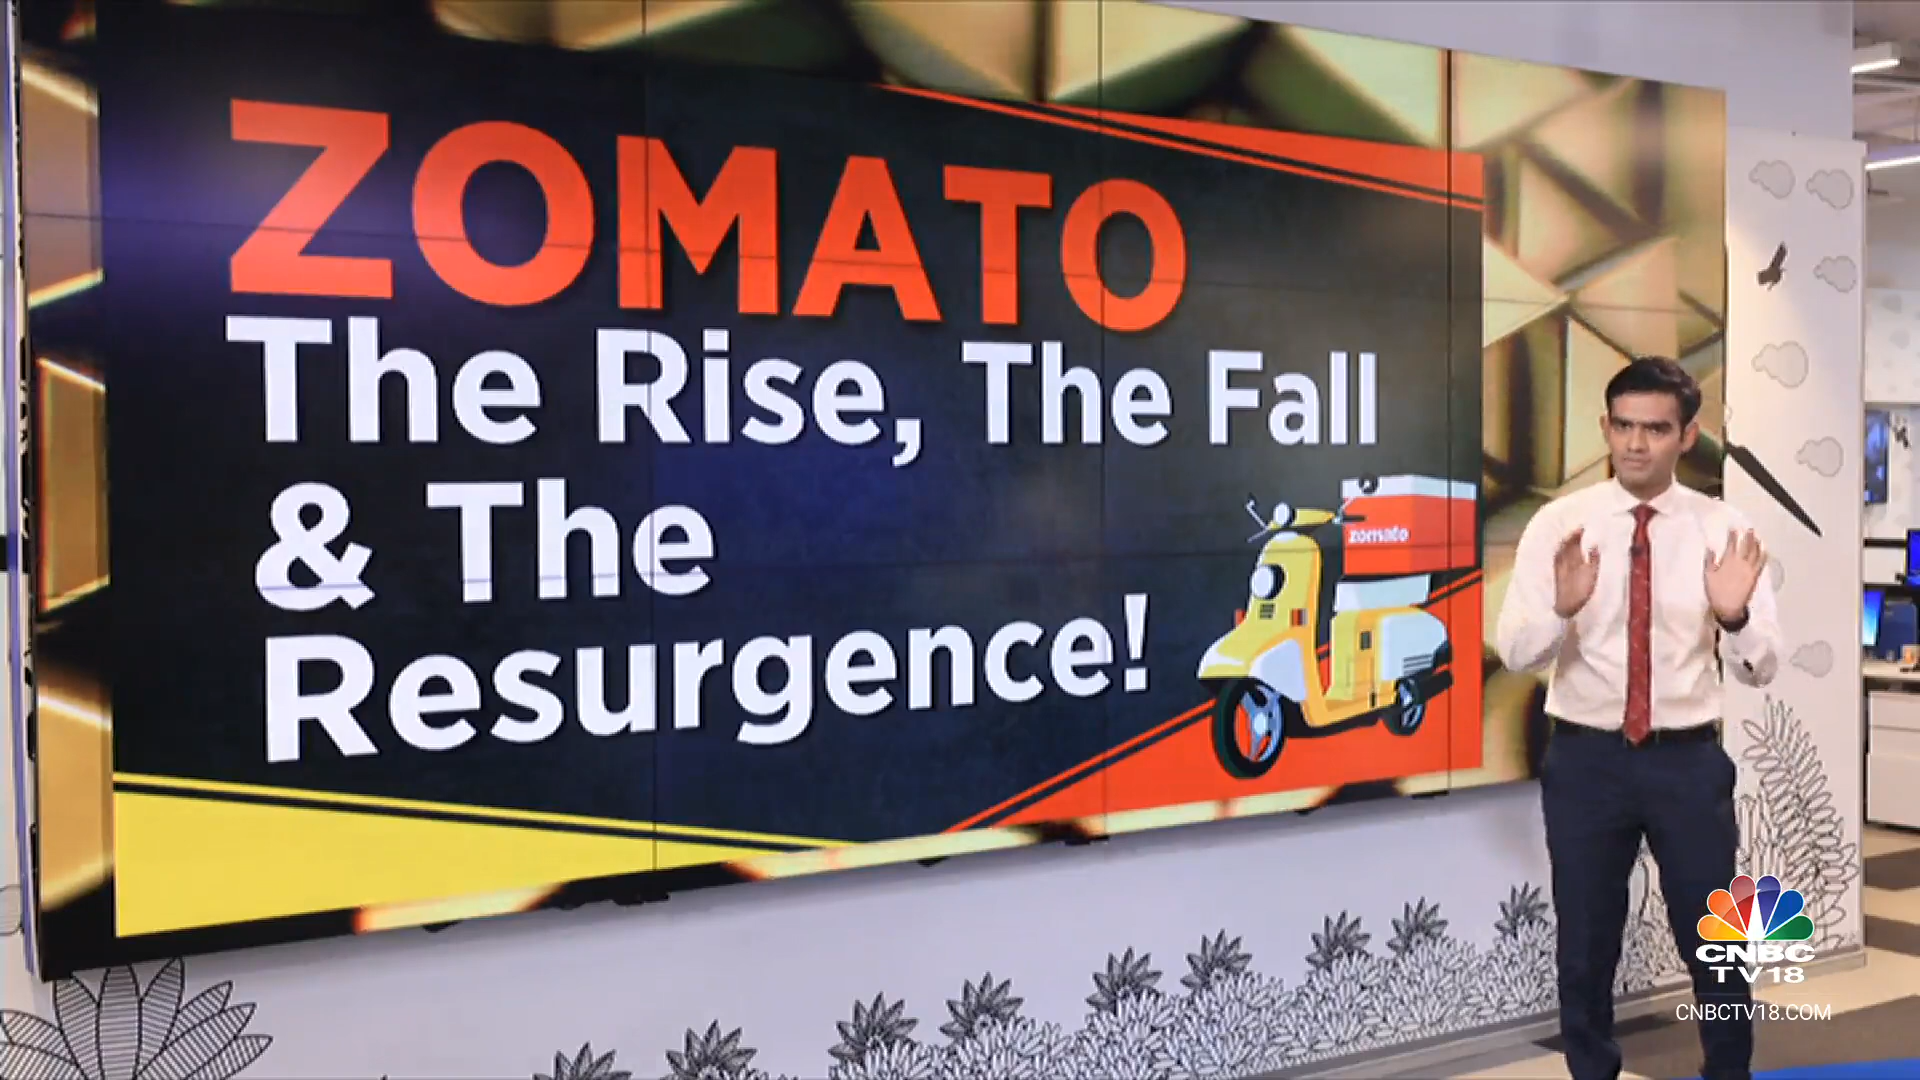 ZOMATO
The Rise, The Fall
& The
Resurgence!
zomato
CNBC
TV18
CNBCTV18.COM